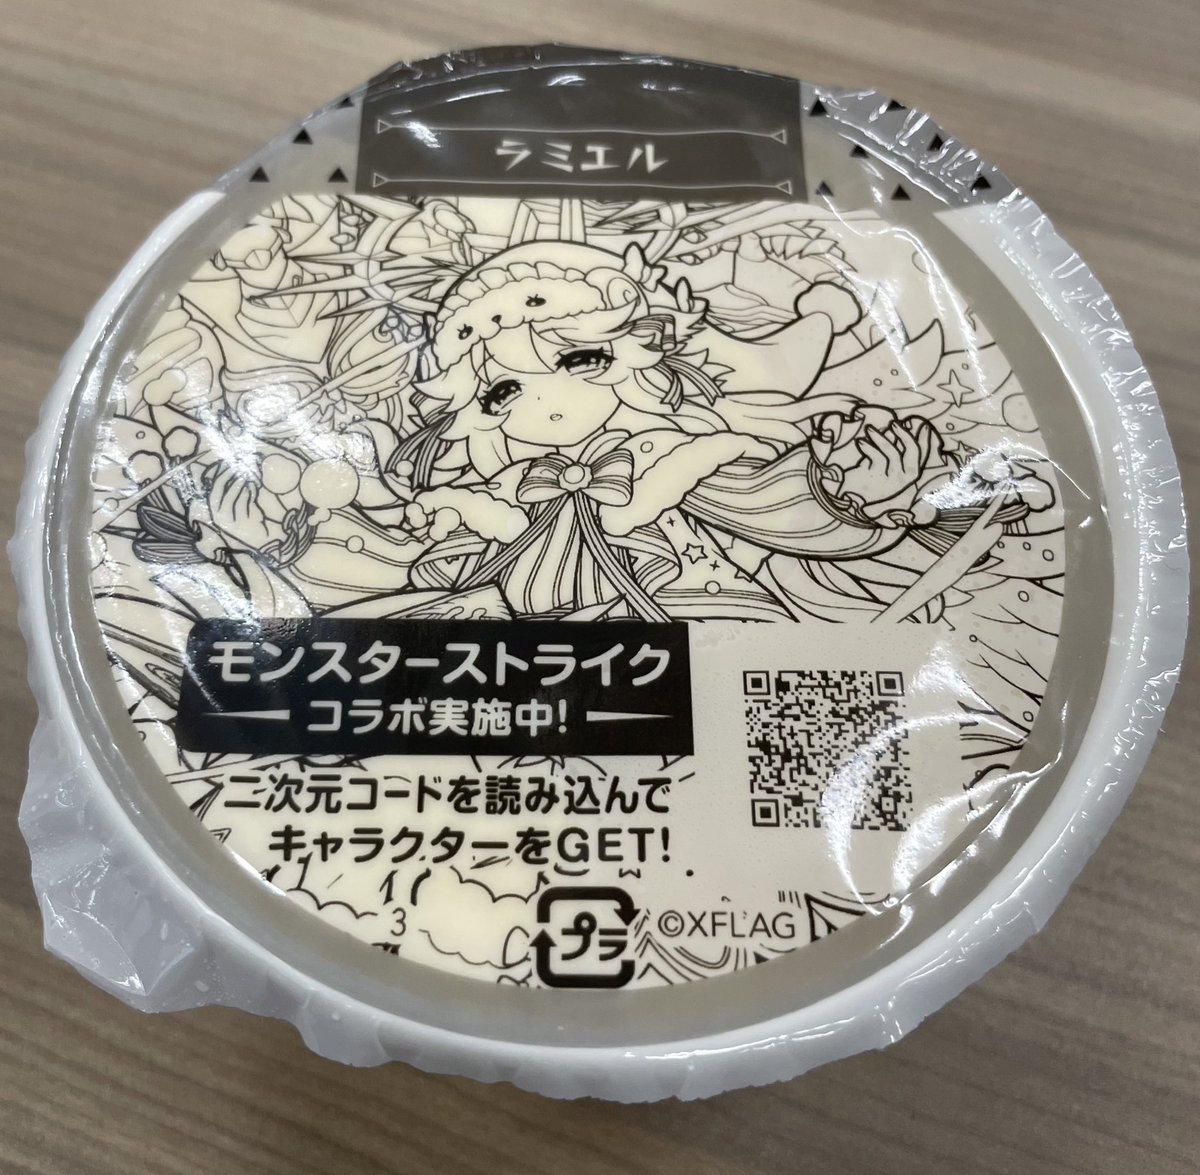 ラミエル
モンスターストライク
コラボ実施中!
二次元コードを読み込んで
キャラクターをGET!
3
プラ
©XFLAG